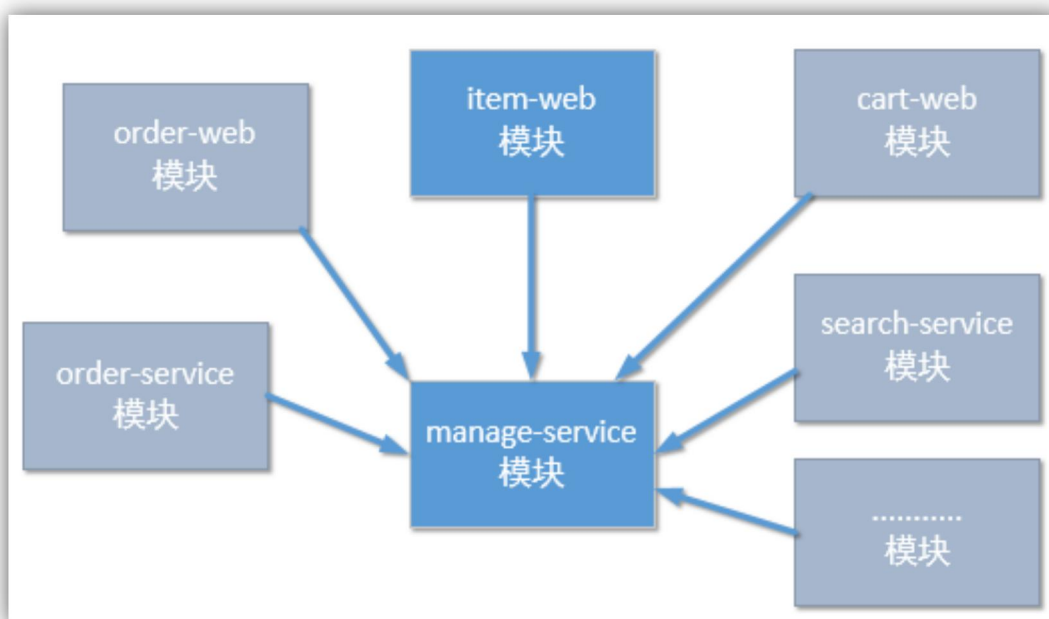 order-web
模块
item-web
模块
cart-web
模块
order-service
模块
manage-service
模块
search-service
模块
...........
模块